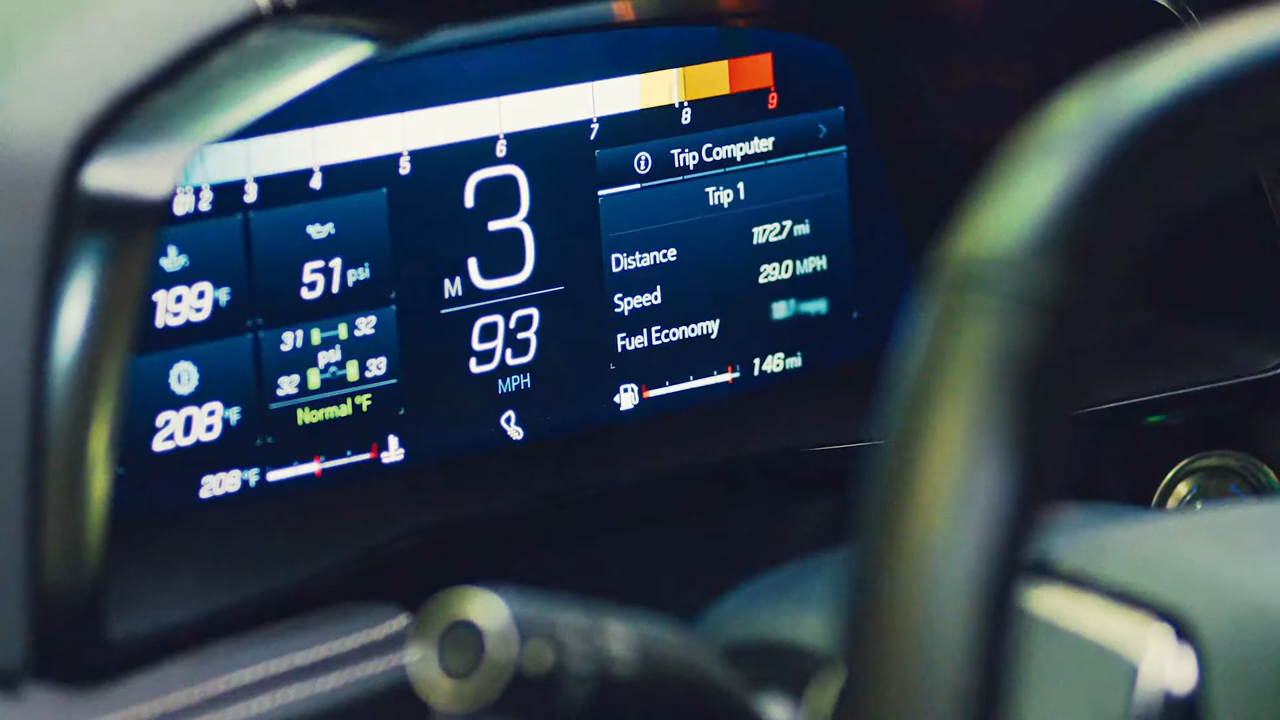 3 4 5 6 7 8 9
199°F
51 psi
31 32
psi
32 33
Normal °F
208°F
208°F
M 3
93
MPH
Trip Computer
Trip 1
Distance 1172.7 mi
Speed 29.0 MPH
Fuel Economy
146 mi